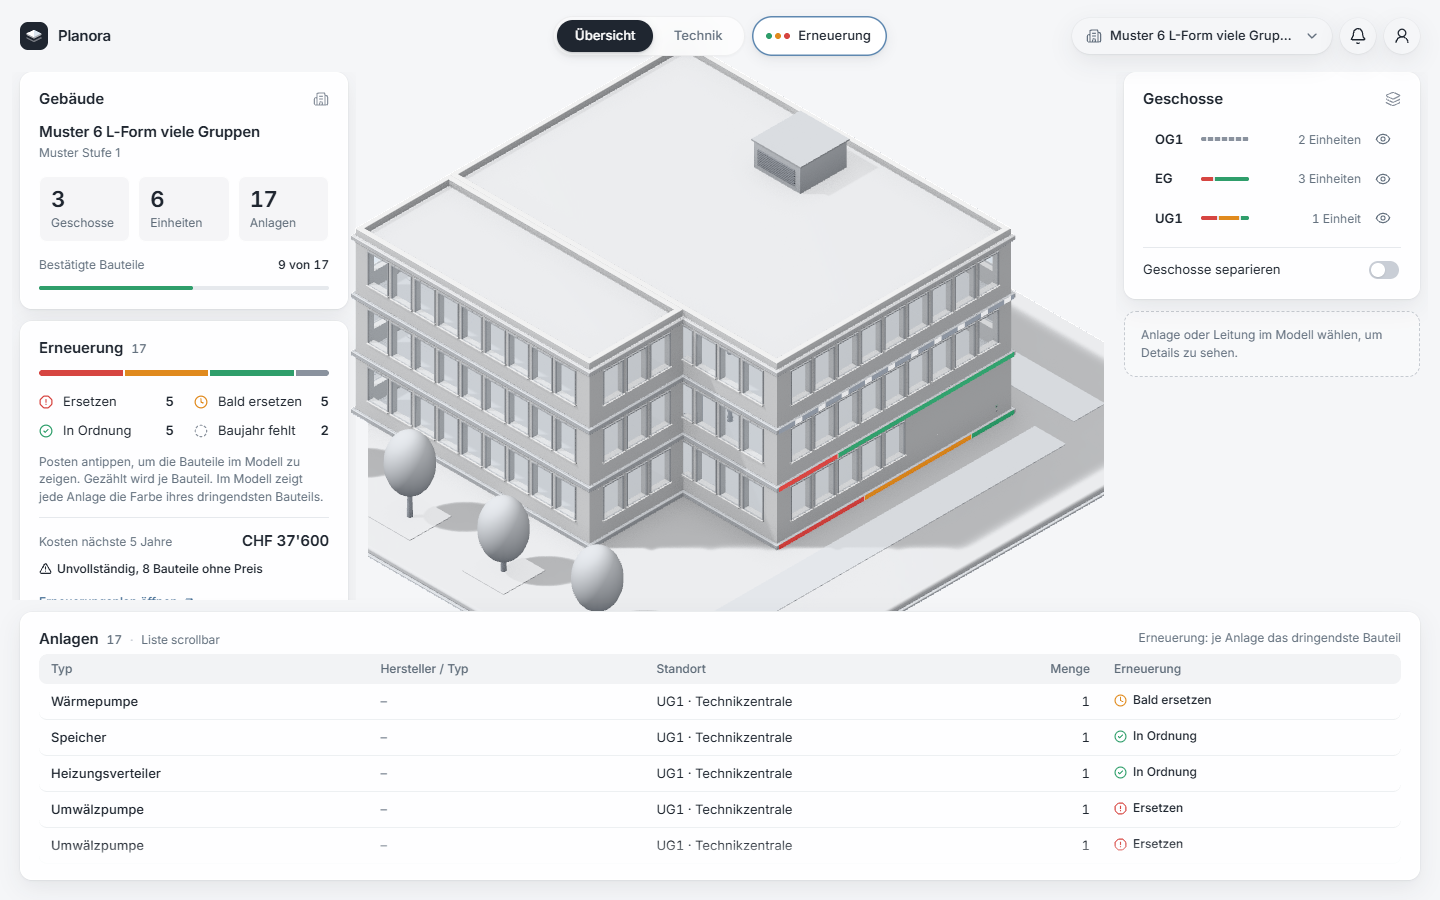 Planora
Übersicht
Technik
Erneuerung
Muster 6 L-Form viele Grup...
Gebäude
Muster 6 L-Form viele Gruppen
Muster Stufe 1
3
Geschosse
6
Einheiten
17
Anlagen
Bestätigte Bauteile
9 von 17
Erneuerung 17
Ersetzen 5
Bald ersetzen 5
In Ordnung 5
Baujahr fehlt 2
Posten antippen, um die Bauteile im Modell zu
zeigen. Gezählt wird je Bauteil. Im Modell zeigt
jede Anlage die Farbe ihres dringendsten Bauteils.
Kosten nächste 5 Jahre CHF 37'600
Unvollständig, 8 Bauteile ohne Preis
Erneuerungsplan öffnen
Geschosse
OG1 2 Einheiten
EG 3 Einheiten
UG1 1 Einheit
Geschosse separieren
Anlage oder Leitung im Modell wählen, um
Details zu sehen.
Anlagen 17 · Liste scrollbar
Erneuerung: je Anlage das dringendste Bauteil
Typ Hersteller / Typ Standort Menge Erneuerung
Wärmepumpe – UG1 · Technikzentrale 1 Bald ersetzen
Speicher – UG1 · Technikzentrale 1 In Ordnung
Heizungsverteiler – UG1 · Technikzentrale 1 In Ordnung
Umwälzpumpe – UG1 · Technikzentrale 1 Ersetzen
Umwälzpumpe – UG1 · Technikzentrale 1 Ersetzen